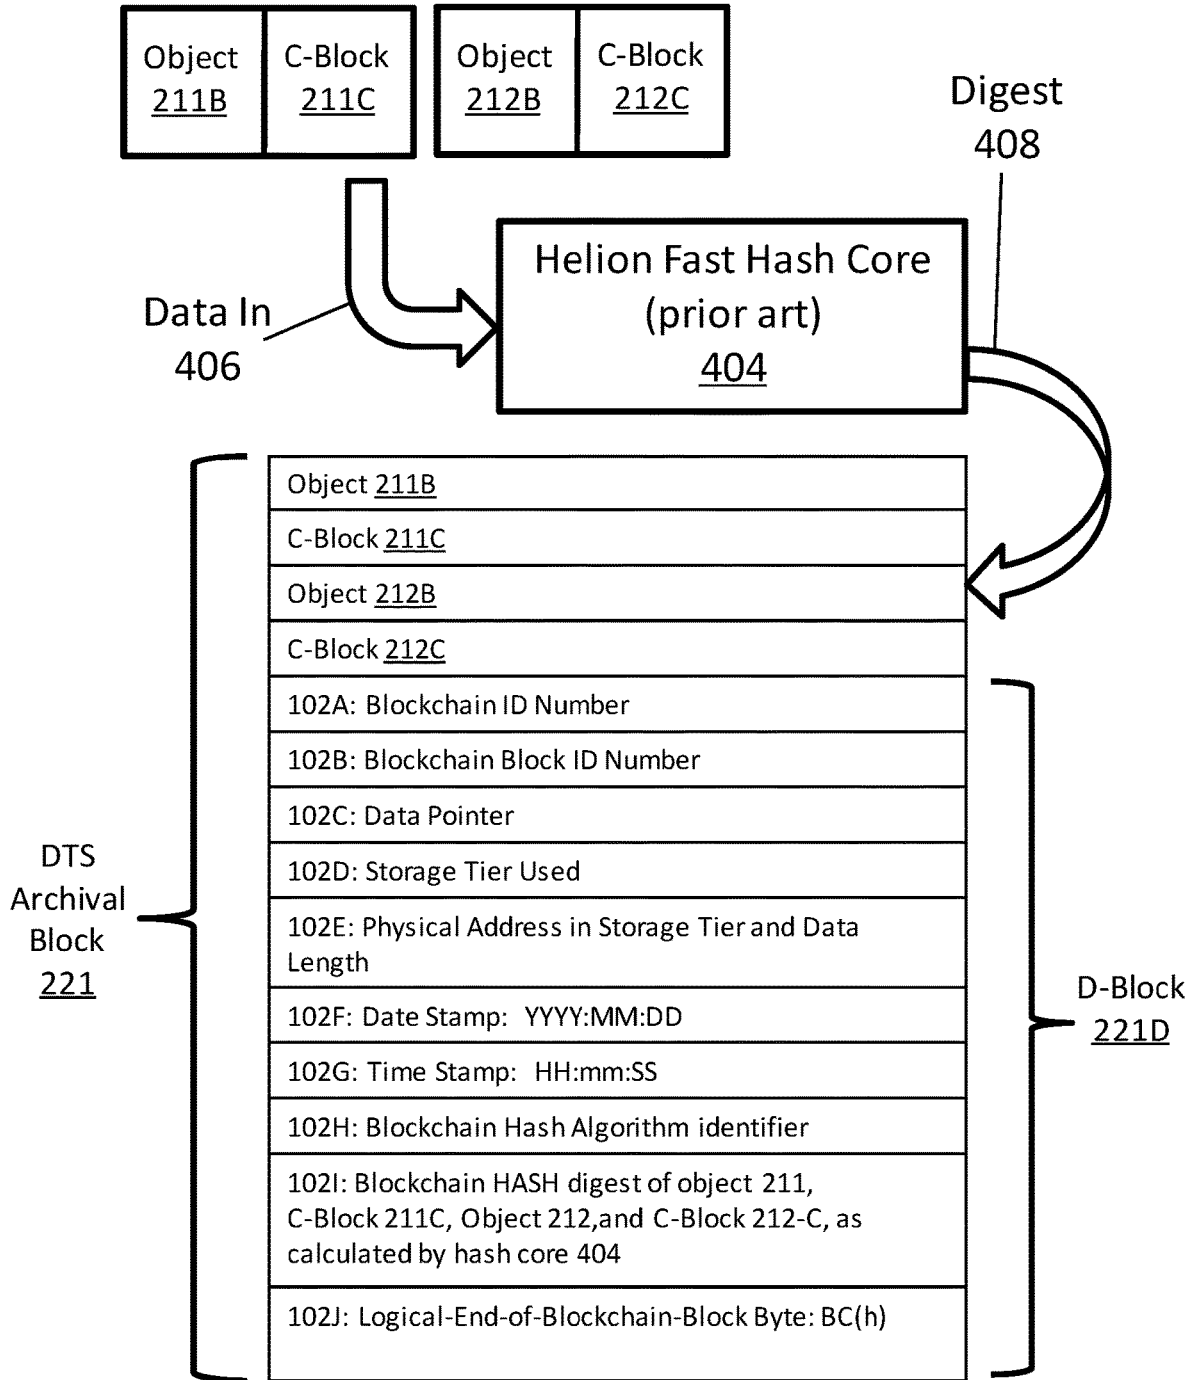 Object
211B
C-Block
211C
Object
212B
C-Block
212C
Digest
408
Helion Fast Hash Core
(prior art)
404
Data In
406
Object 211B
C-Block 211C
Object 212B
C-Block 212C
102A: Blockchain ID Number
102B: Blockchain Block ID Number
102C: Data Pointer
102D: Storage Tier Used
102E: Physical Address in Storage Tier and Data
Length
102F: Date Stamp: YYYY:MM:DD
102G: Time Stamp: HH:mm:SS
102H: Blockchain Hash Algorithm identifier
102I: Blockchain HASH digest of object 211,
C-Block 211C, Object 212,and C-Block 212-C, as
calculated by hash core 404
102J: Logical-End-of-Blockchain-Block Byte: BC(h)
DTS
Archival
Block
221
D-Block
221D